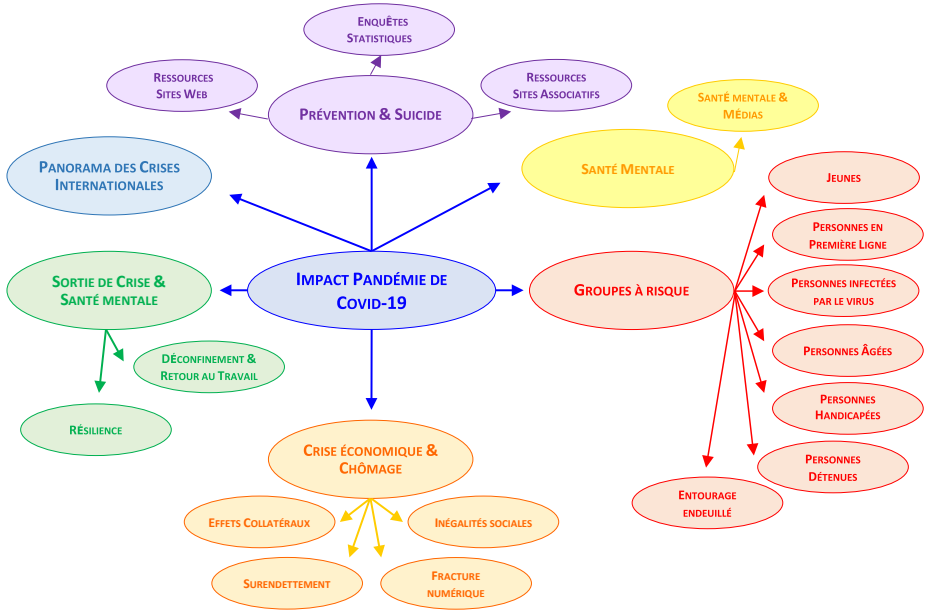 ENQUÊTES
STATISTIQUES
RESSOURCES
SITES WEB
RESSOURCES
SITES ASSOCIATIFS
PRÉVENTION & SUICIDE
SANTÉ MENTALE &
MÉDIAS
PANORAMA DES CRISES
INTERNATIONALES
SANTÉ MENTALE
JEUNES
PERSONNES EN
PREMIÈRE LIGNE
SORTIE DE CRISE &
SANTÉ MENTALE
IMPACT PANDÉMIE DE
COVID-19
GROUPES À RISQUE
PERSONNES INFECTÉES
PAR LE VIRUS
PERSONNES ÂGÉES
DÉCONFINEMENT &
RETOUR AU TRAVAIL
PERSONNES
HANDICAPÉES
RÉSILIENCE
CRISE ÉCONOMIQUE &
CHÔMAGE
PERSONNES
DÉTENUES
ENTOURAGE
ENDEUILLÉ
EFFETS COLLATÉRAUX
INÉGALITÉS SOCIALES
SURENDETTEMENT
FRACTURE
NUMÉRIQUE